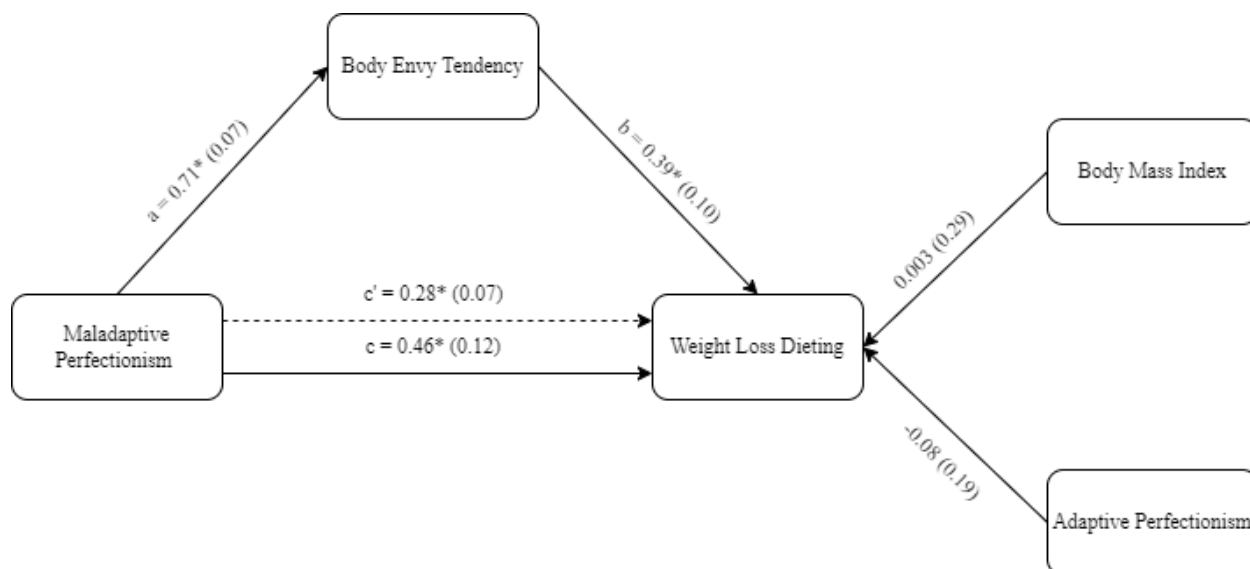 Body Envy Tendency
a = 0.71* (0.07)
b = 0.39* (0.10)
Body Mass Index
0.003 (0.29)
c' = 0.28* (0.07)
Maladaptive
Perfectionism
c = 0.46* (0.12)
Weight Loss Dieting
-0.08 (0.19)
Adaptive Perfectionism